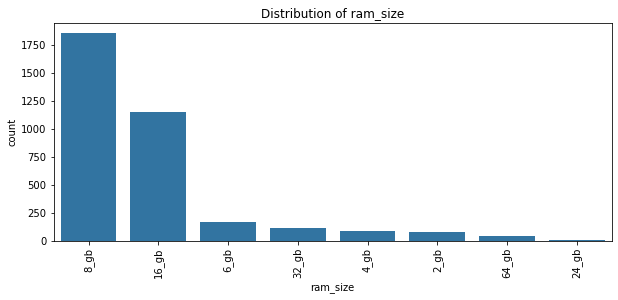 Distribution of ram_size
count
1750
1500
1250
1000
750
500
250
0
8_gb
16_gb
6_gb
32_gb
4_gb
2_gb
64_gb
24_gb
ram_size